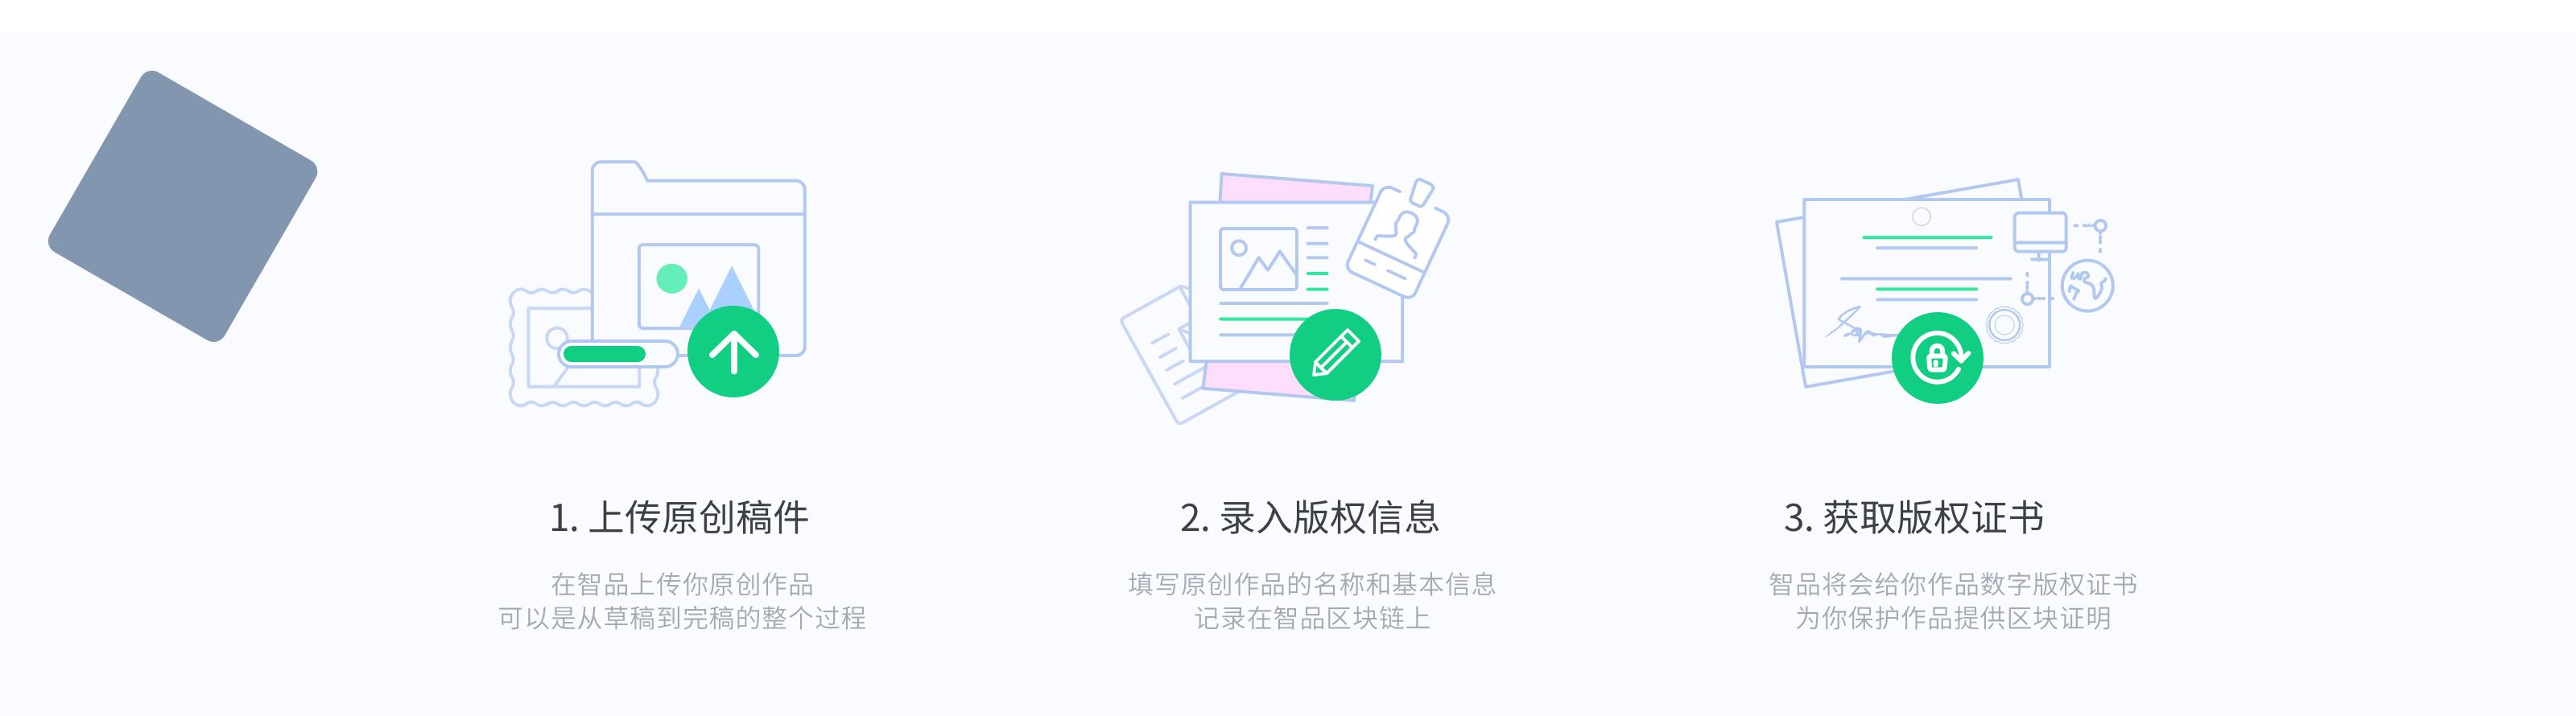 1. 上传原创稿件
在智品上传你原创作品
可以是从草稿到完稿的整个过程
2. 录入版权信息
填写原创作品的名称和基本信息
记录在智品区块链上
3. 获取版权证书
智品将会给你作品数字版权证书
为你保护作品提供区块证明